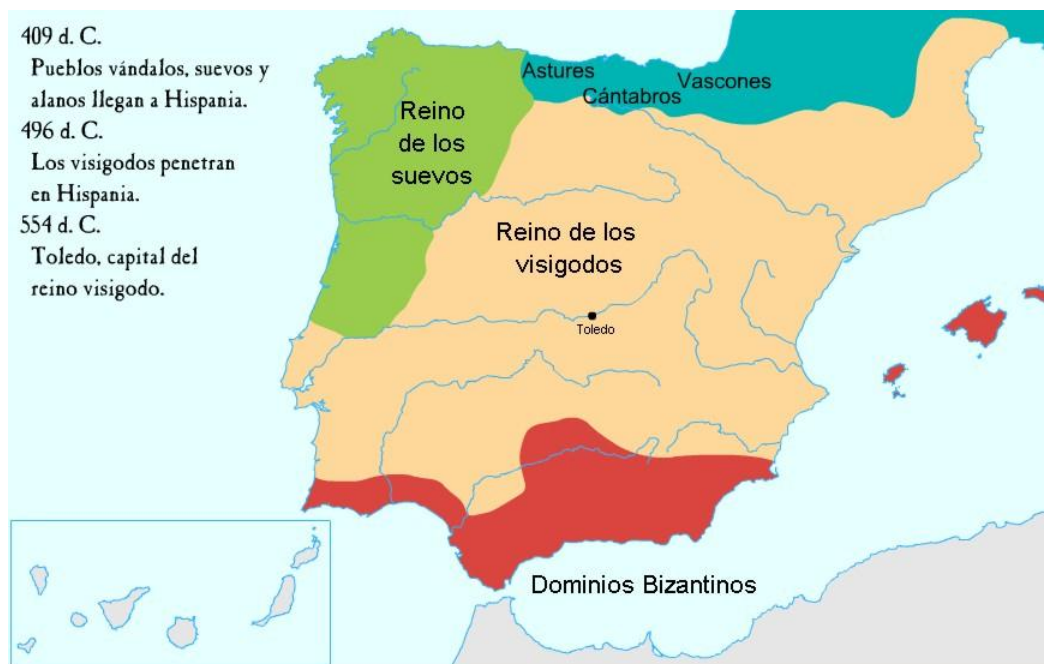 409 d. C.
Pueblos vándalos, suevos y
alanos llegan a Hispania.
496 d. C.
Los visigodos penetran
en Hispania.
554 d. C.
Toledo, capital del
reino visigodo.
Astures
Cántabros
Vascones
Reino
de los
suevos
Reino de los
visigodos
Toledo
Dominios Bizantinos